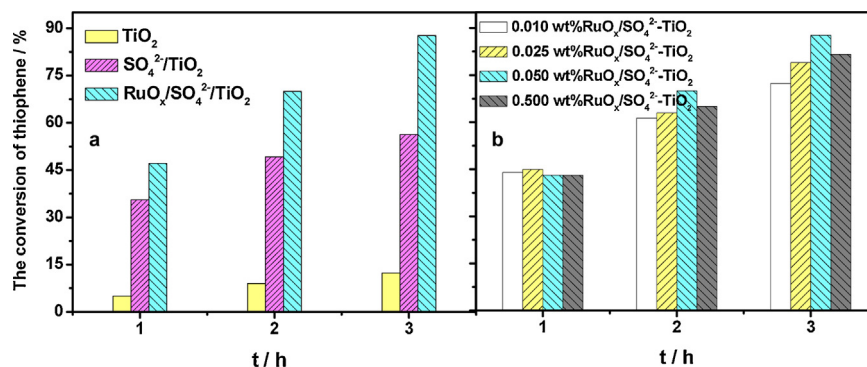 The conversion of thiophene / %
90
75
60
45
30
15
0
TiO₂
SO₄²⁻/TiO₂
RuOₓ/SO₄²⁻/TiO₂
a
1
2
3
t / h
0.010 wt%RuOₓ/SO₄²⁻-TiO₂
0.025 wt%RuOₓ/SO₄²⁻-TiO₂
0.050 wt%RuOₓ/SO₄²⁻-TiO₂
0.500 wt%RuOₓ/SO₄²⁻-TiO₂
b
1
2
3
t / h